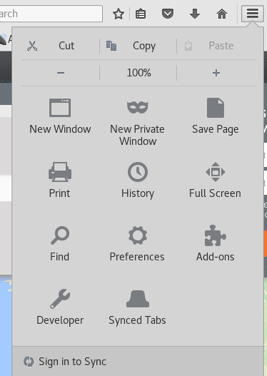 arch
Cut Copy Paste
− 100% +
New Window New Private Window Save Page
Print History Full Screen
Find Preferences Add-ons
Developer Synced Tabs
Sign in to Sync